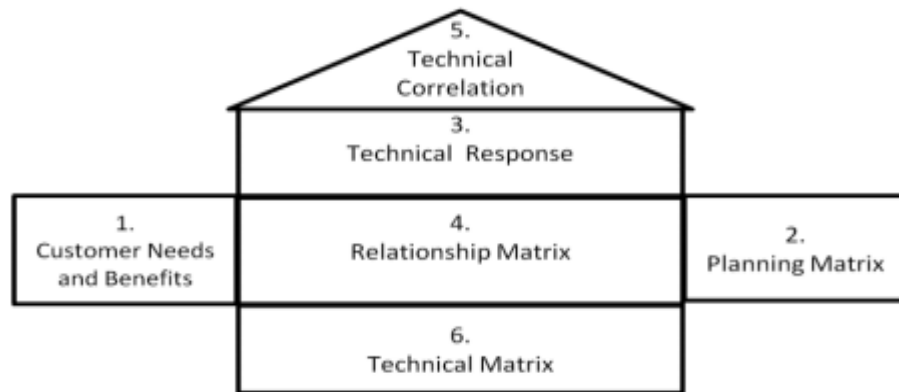 5.
Technical
Correlation
3.
Technical Response
1.
Customer Needs
and Benefits
4.
Relationship Matrix
2.
Planning Matrix
6.
Technical Matrix